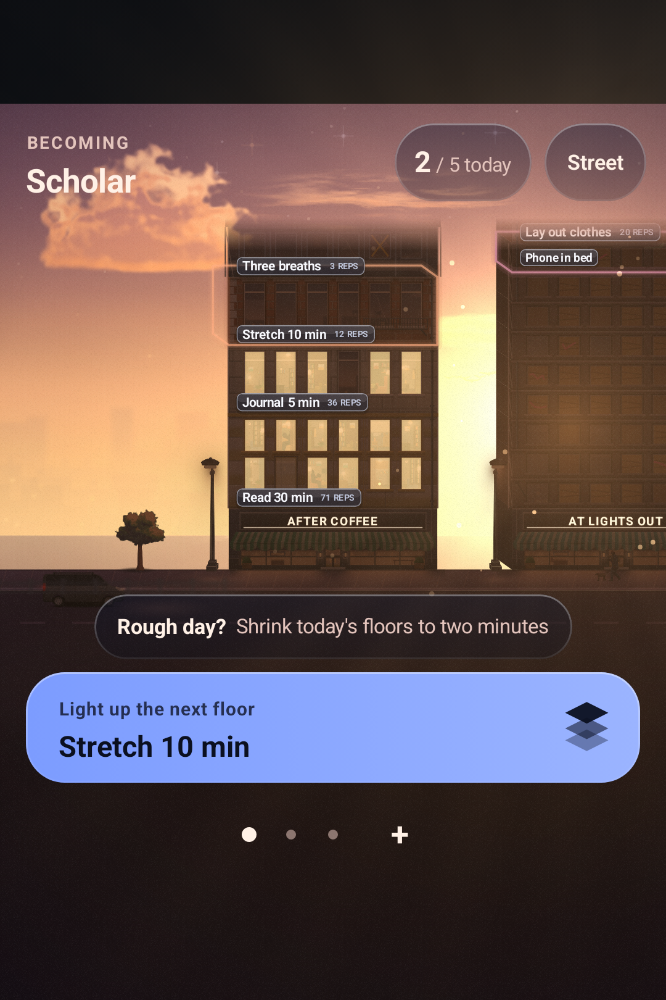 BECOMING
Scholar
2 / 5 today
Street
Lay out clothes 20 REPS
Phone in bed
Three breaths 3 REPS
Stretch 10 min 12 REPS
Journal 5 min 36 REPS
Read 30 min 71 REPS
AFTER COFFEE
AT LIGHTS OUT
Rough day? Shrink today's floors to two minutes
Light up the next floor
Stretch 10 min